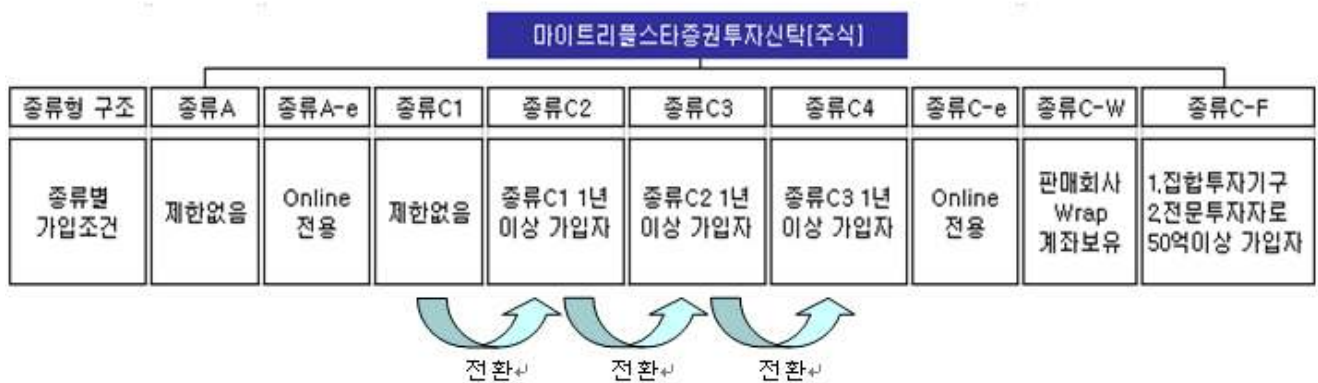 마이트리플스타증권투자신탁[주식]
종류형 구조
종류A
종류A-e
종류C1
종류C2
종류C3
종류C4
종류C-e
종류C-W
종류C-F
종류별
가입조건
제한없음
Online
전용
제한없음
종류C1 1년
이상 가입자
종류C2 1년
이상 가입자
종류C3 1년
이상 가입자
Online
전용
판매회사
Wrap
계좌보유
1.집합투자기구
2.전문투자자로
50억이상 가입자
전환↵
전환↵
전환↵